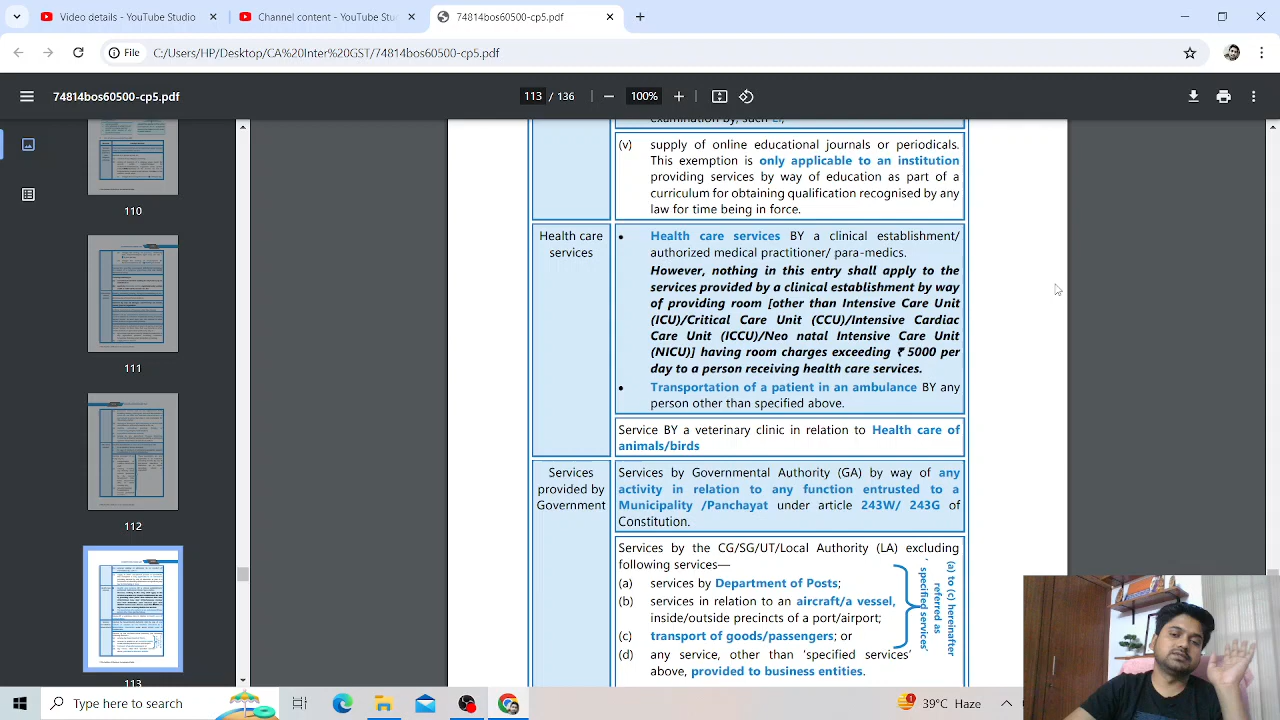 Video details - YouTube Studio
Channel content - YouTube Stu
74814bos60500-cp5.pdf
File
C:/Users/HP/Desktop/CA%20Inter%20GST/74814bos60500-cp5.pdf
74814bos60500-cp5.pdf
113 / 136
100%
110
111
112
113
(v) supply of online educational journals or periodicals.
This exemption is only applicable to an institution
providing services by way of education as part of a
curriculum for obtaining qualification recognised by any
law for time being in force.
Health care
services
• Health care services BY a clinical establishment/
authorized medical practitioner/ para-medics.
However, nothing in this entry shall apply to the
services provided by a clinical establishment by way
of providing room [other than Intensive Care Unit
(ICU)/Critical Care Unit (CCU)/Intensive Cardiac
Care Unit (ICCU)/Neo natal Intensive Care Unit
(NICU)] having room charges exceeding ₹ 5000 per
day to a person receiving health care services.
• Transportation of a patient in an ambulance BY any
person other than specified above.
Service BY a veterinary clinic in relation to Health care of
animals/birds
Services
provided by
Government
Services by Governmental Authority (GA) by way of any
activity in relation to any function entrusted to a
Municipality /Panchayat under article 243W/ 243G of
Constitution.
Services by the CG/SG/UT/Local Authority (LA) excluding
following services—
(a) services by Department of Posts;
(b) services in relation to an aircraft/a vessel,
inside/outside precincts of a port/airport;
(c) transport of goods/passengers; or
(d) any service, other than 'specified services'
above, provided to business entities.
(a) to (c) hereinafter
referred as
'specified services'
Type here to search
39°C Haze